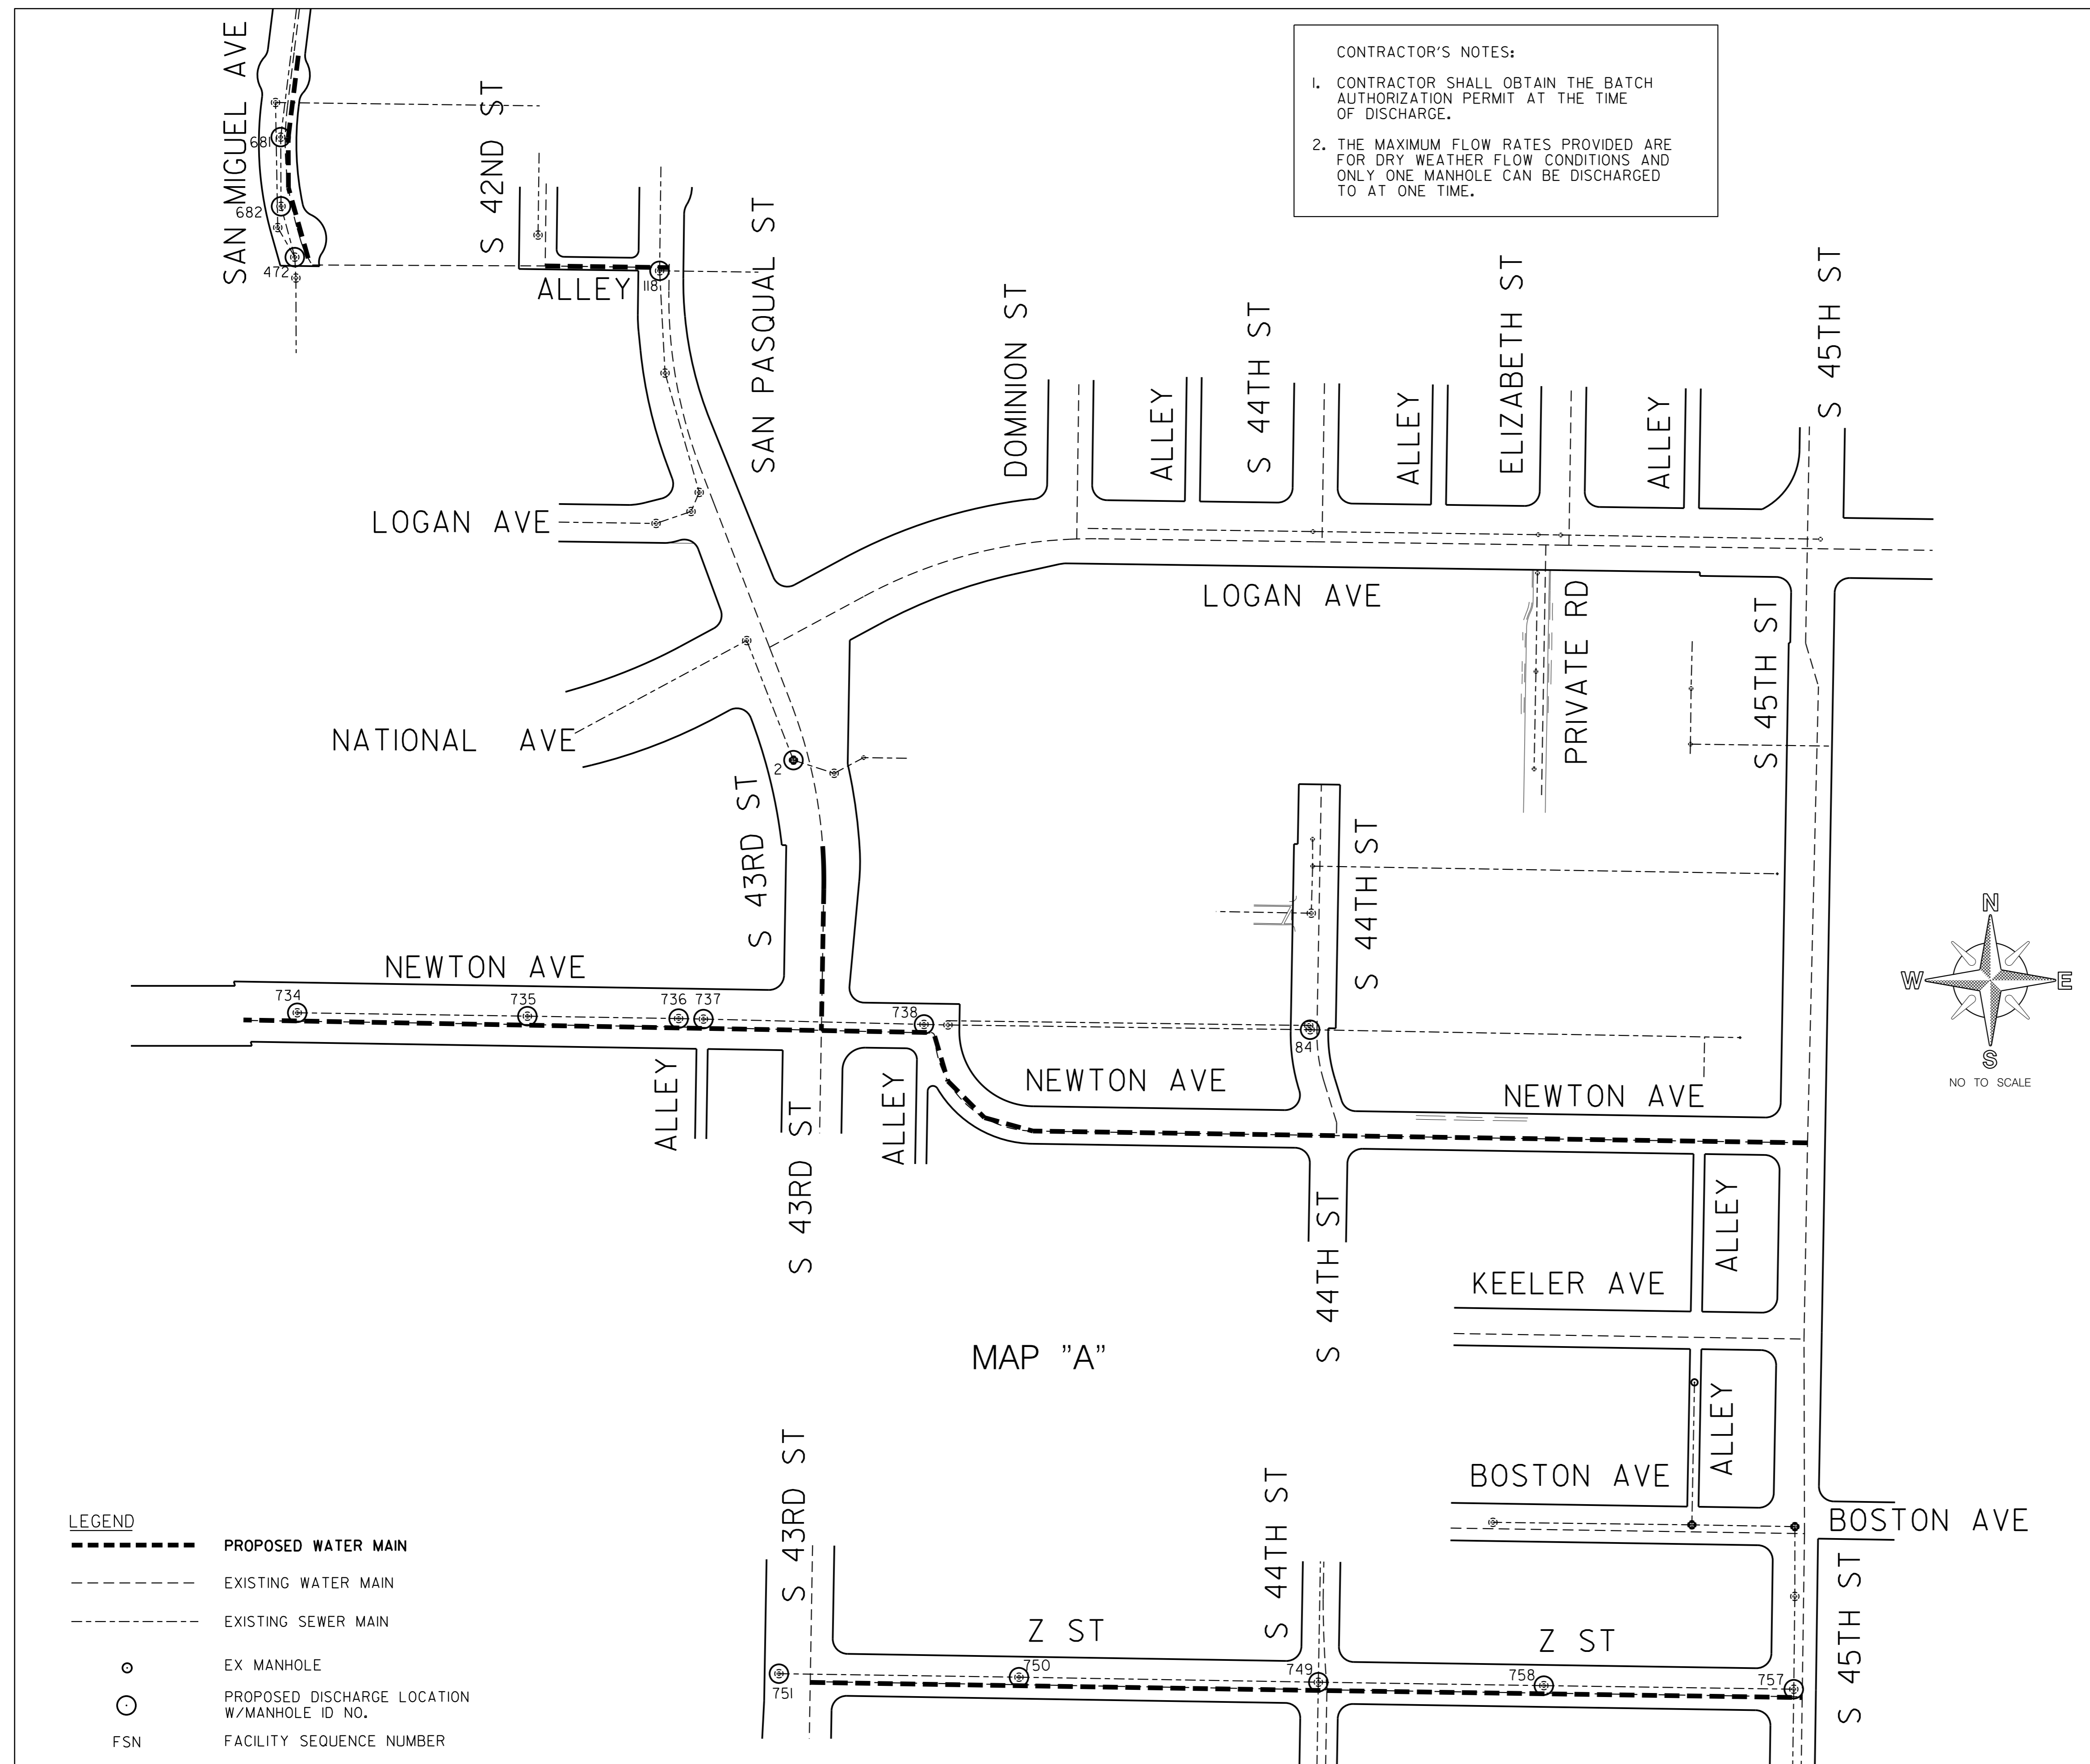 CONTRACTOR'S NOTES:
1. CONTRACTOR SHALL OBTAIN THE BATCH
AUTHORIZATION PERMIT AT THE TIME
OF DISCHARGE.
2. THE MAXIMUM FLOW RATES PROVIDED ARE
FOR DRY WEATHER FLOW CONDITIONS AND
ONLY ONE MANHOLE CAN BE DISCHARGED
TO AT ONE TIME.
SAN MIGUEL AVE
681
682
472
S 42ND ST
ALLEY
118
SAN PASQUAL ST
DOMINION ST
ALLEY
S 44TH ST
ALLEY
ELIZABETH ST
ALLEY
S 45TH ST
LOGAN AVE
LOGAN AVE
PRIVATE RD
S 45TH ST
NATIONAL AVE
2
S 43RD ST
S 44TH ST
NEWTON AVE
734
735
736
737
738
84
N
W
E
S
NO TO SCALE
ALLEY
S 43RD ST
ALLEY
NEWTON AVE
NEWTON AVE
S 44TH ST
ALLEY
KEELER AVE
MAP "A"
ALLEY
S 43RD ST
S 44TH ST
BOSTON AVE
BOSTON AVE
S 45TH ST
Z ST
Z ST
751
750
749
758
757
LEGEND
PROPOSED WATER MAIN
EXISTING WATER MAIN
EXISTING SEWER MAIN
EX MANHOLE
PROPOSED DISCHARGE LOCATION
W/MANHOLE ID NO.
FSN FACILITY SEQUENCE NUMBER